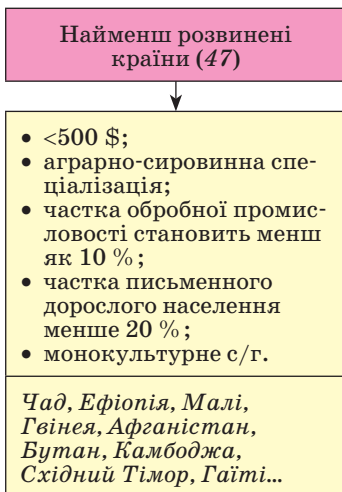 Найменш розвинені
країни (47)
• <500 $;
• аграрно-сировинна спе-
ціалізація;
• частка обробної промис-
ловості становить менш
як 10 %;
• частка письменного
дорослого населення
менше 20 %;
• монокультурне с/г.
Чад, Ефіопія, Малі,
Гвінея, Афганістан,
Бутан, Камбоджа,
Східний Тімор, Гаїті...